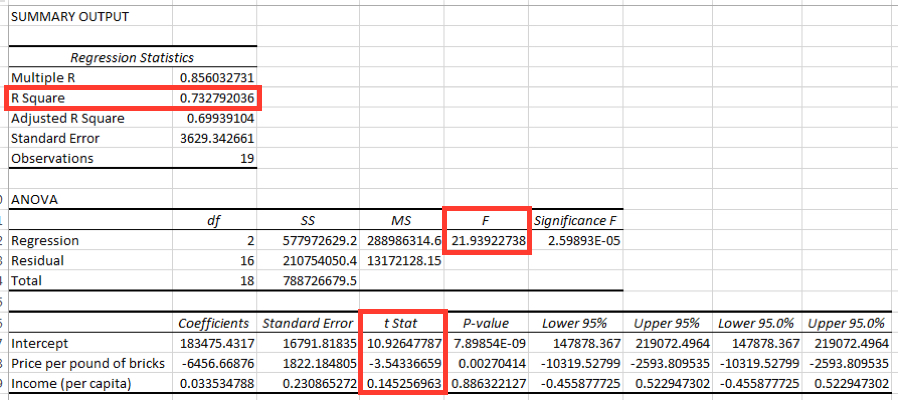 SUMMARY OUTPUT
Regression Statistics
Multiple R 0.856032731
R Square 0.732792036
Adjusted R Square 0.69939104
Standard Error 3629.342661
Observations 19
ANOVA
df SS MS F Significance F
Regression 2 577972629.2 288986314.6 21.93922738 2.59893E-05
Residual 16 210754050.4 13172128.15
Total 18 788726679.5
Coefficients Standard Error t Stat P-value Lower 95% Upper 95% Lower 95.0% Upper 95.0%
Intercept 183475.4317 16791.81835 10.92647787 7.89854E-09 147878.367 219072.4964 147878.367 219072.4964
Price per pound of bricks -6456.66876 1822.184805 -3.54336659 0.00270414 -10319.52799 -2593.809535 -10319.52799 -2593.809535
Income (per capita) 0.033534788 0.230865272 0.145256963 0.886322127 -0.455877725 0.522947302 -0.455877725 0.522947302